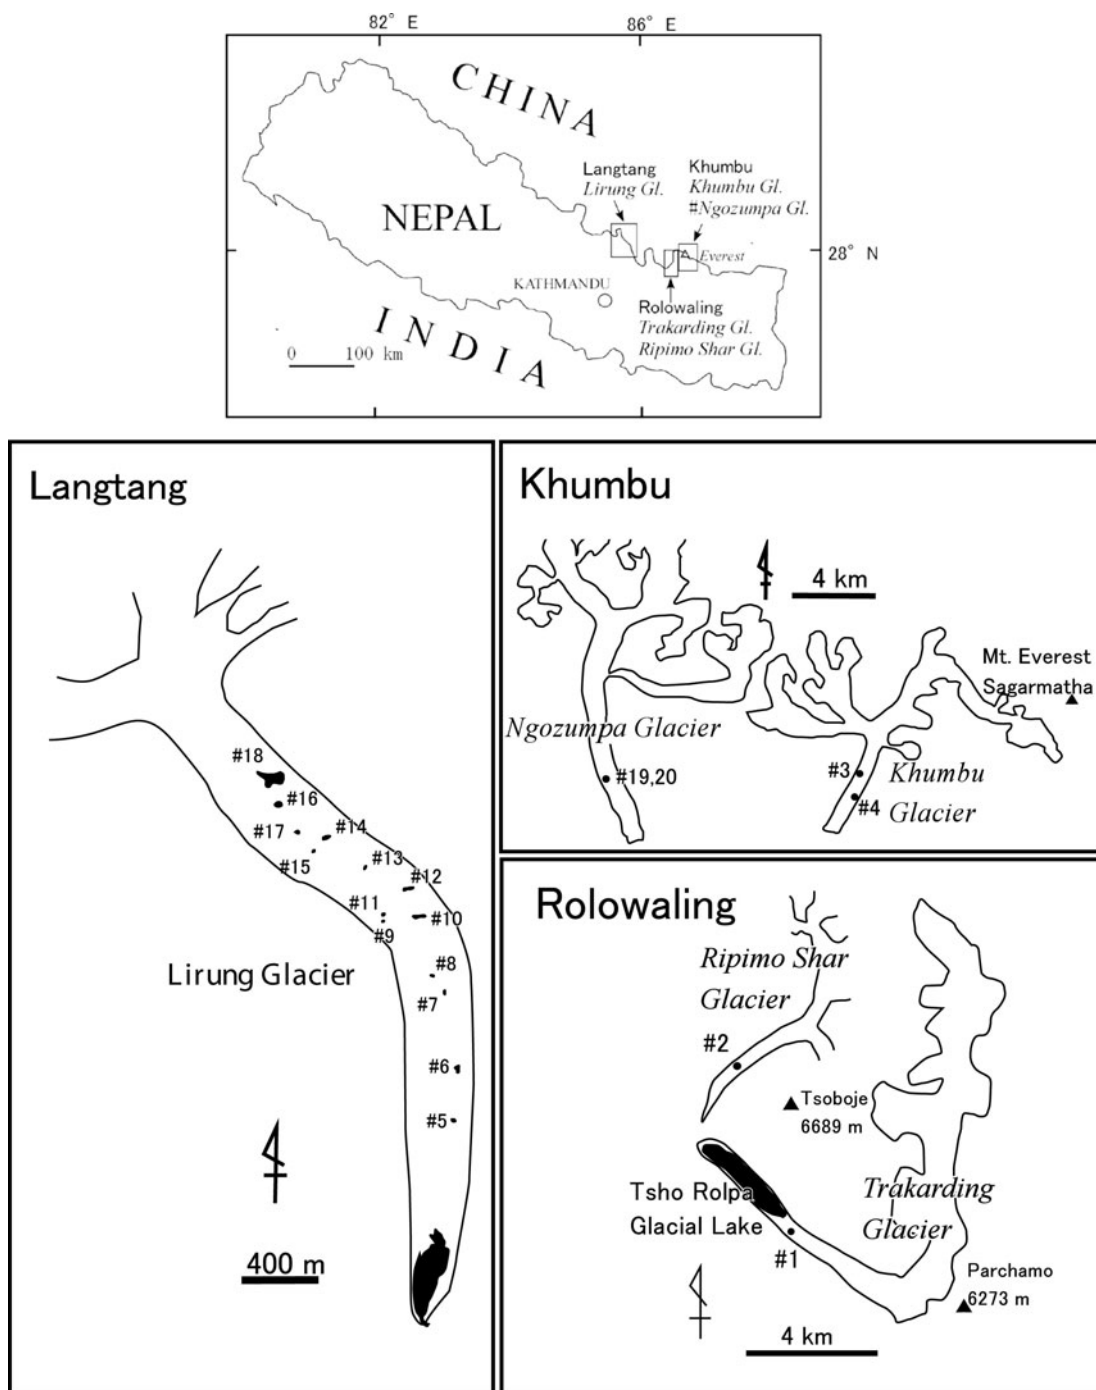 82° E
86° E
CHINA
Langtang
Lirung Gl.
Khumbu
Khumbu Gl.
#Ngozumpa Gl.
NEPAL
Everest
28° N
KATHMANDU
Rolowaling
Trakarding Gl.
Ripimo Shar Gl.
INDIA
0 100 km
Langtang
#18
#16
#17
#14
#15
#13
#12
#11
#10
#9
#8
Lirung Glacier
#7
#6
#5
400 m
Khumbu
4 km
Mt. Everest
Sagarmatha
Ngozumpa Glacier
#19,20
#3
Khumbu
Glacier
#4
Rolowaling
Ripimo Shar
Glacier
#2
Tsoboje
6689 m
Tsho Rolpa
Glacial Lake
Trakarding
Glacier
#1
Parchamo
6273 m
4 km